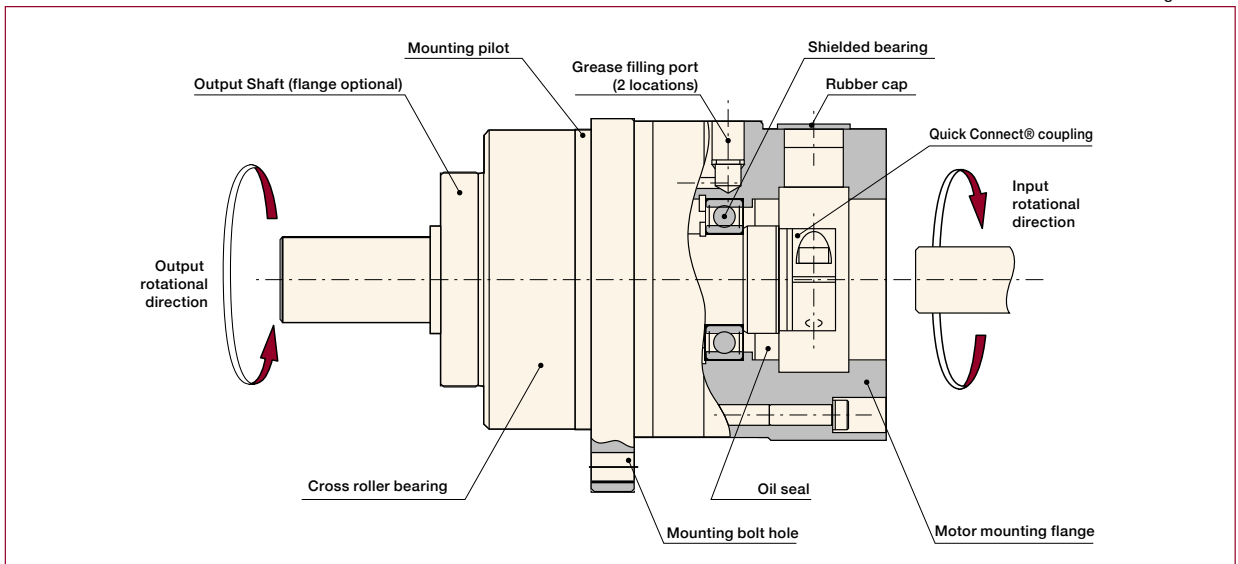 Mounting pilot
Shielded bearing
Grease filling port
(2 locations)
Output Shaft (flange optional)
Rubber cap
Quick Connect® coupling
Input
rotational
direction
Output
rotational
direction
Cross roller bearing
Oil seal
Mounting bolt hole
Motor mounting flange